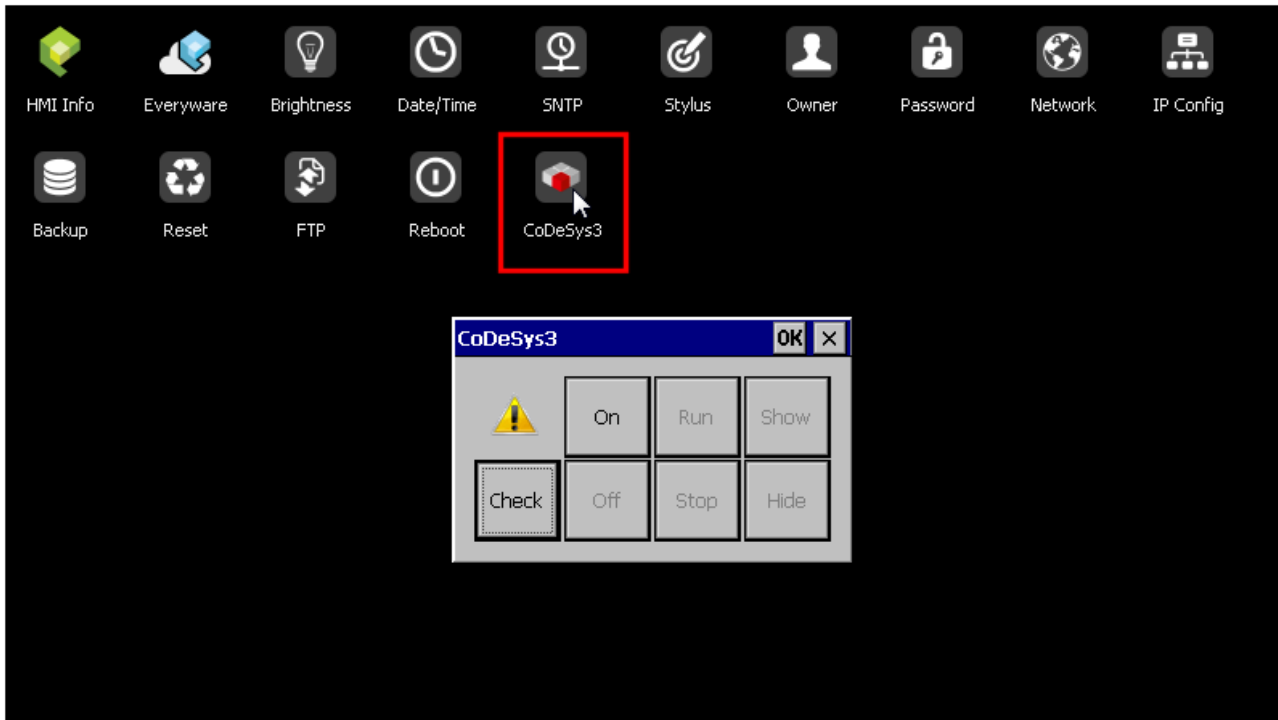 HMI Info Everyware Brightness Date/Time SNTP Stylus Owner Password Network IP Config
Backup Reset FTP Reboot CoDeSys3
CoDeSys3 OK
On Run Show
Check Off Stop Hide